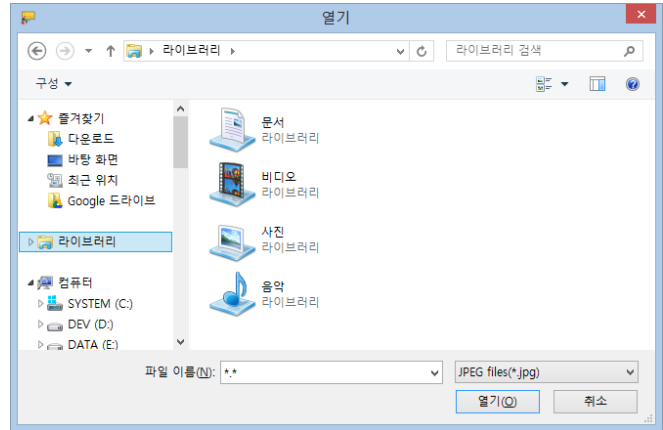 열기
라이브러리
라이브러리 검색
구성
즐겨찾기
다운로드
바탕 화면
최근 위치
Google 드라이브
라이브러리
컴퓨터
SYSTEM (C:)
DEV (D:)
DATA (E:)
문서
라이브러리
비디오
라이브러리
사진
라이브러리
음악
라이브러리
파일 이름(N): *.*
JPEG files(*.jpg)
열기(O)
취소